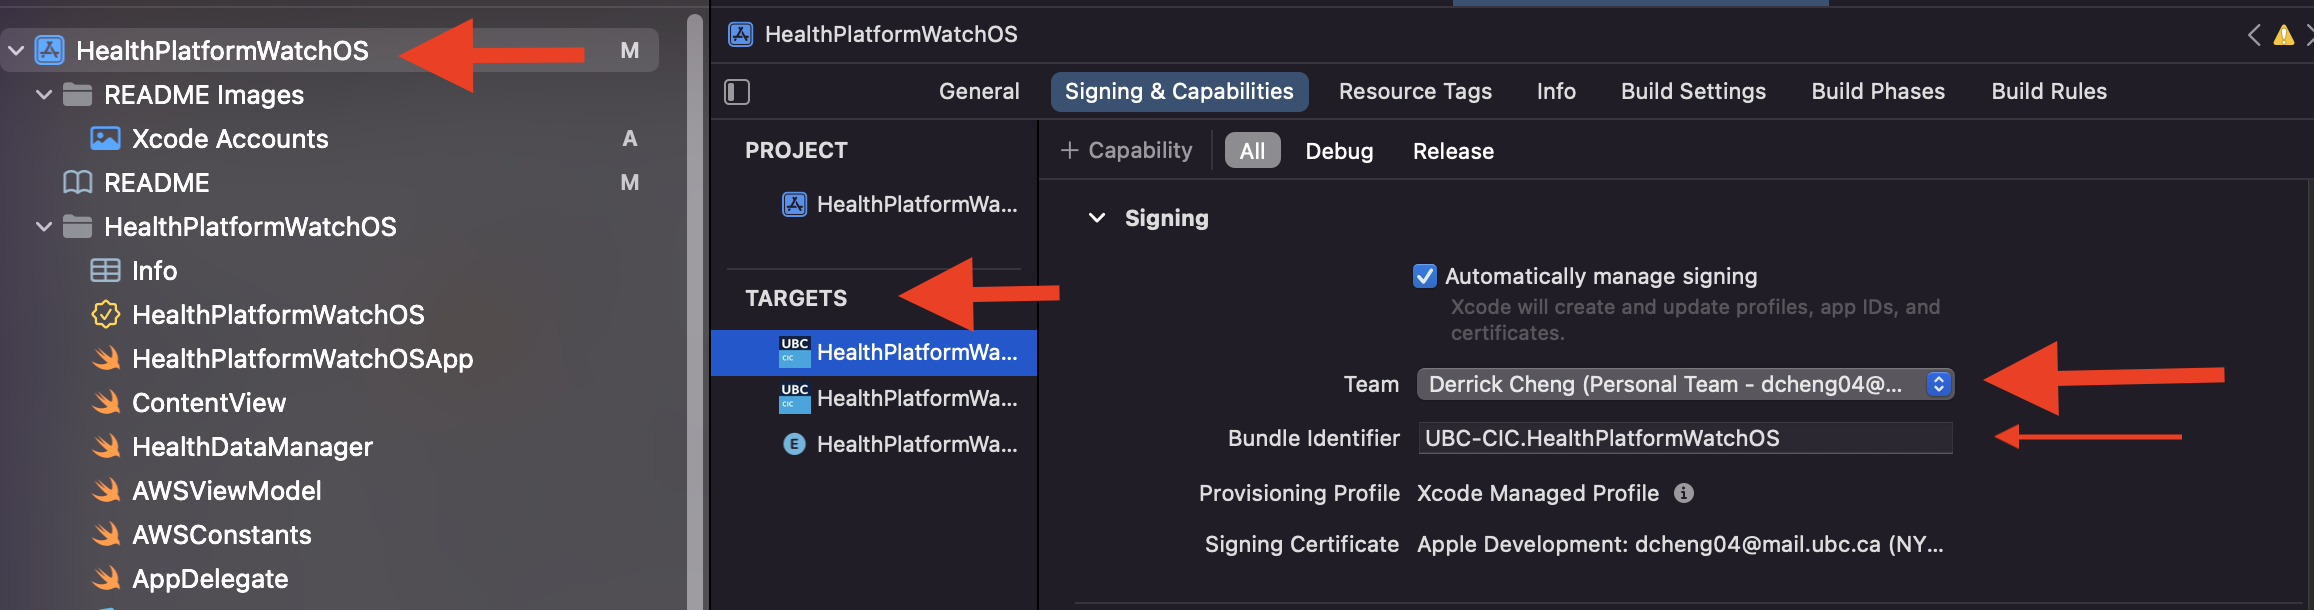 HealthPlatformWatchOS M
README Images
Xcode Accounts A
README M
HealthPlatformWatchOS
Info
HealthPlatformWatchOS
HealthPlatformWatchOSApp
ContentView
HealthDataManager
AWSViewModel
AWSConstants
AppDelegate
HealthPlatformWatchOS
General Signing & Capabilities Resource Tags Info Build Settings Build Phases Build Rules
PROJECT
HealthPlatformWa...
TARGETS
UBC CIC HealthPlatformWa...
UBC CIC HealthPlatformWa...
E HealthPlatformWa...
+ Capability All Debug Release
Signing
Automatically manage signing
Xcode will create and update profiles, app IDs, and
certificates.
Team Derrick Cheng (Personal Team - dcheng04@...
Bundle Identifier UBC-CIC.HealthPlatformWatchOS
Provisioning Profile Xcode Managed Profile
Signing Certificate Apple Development: dcheng04@mail.ubc.ca (NY...